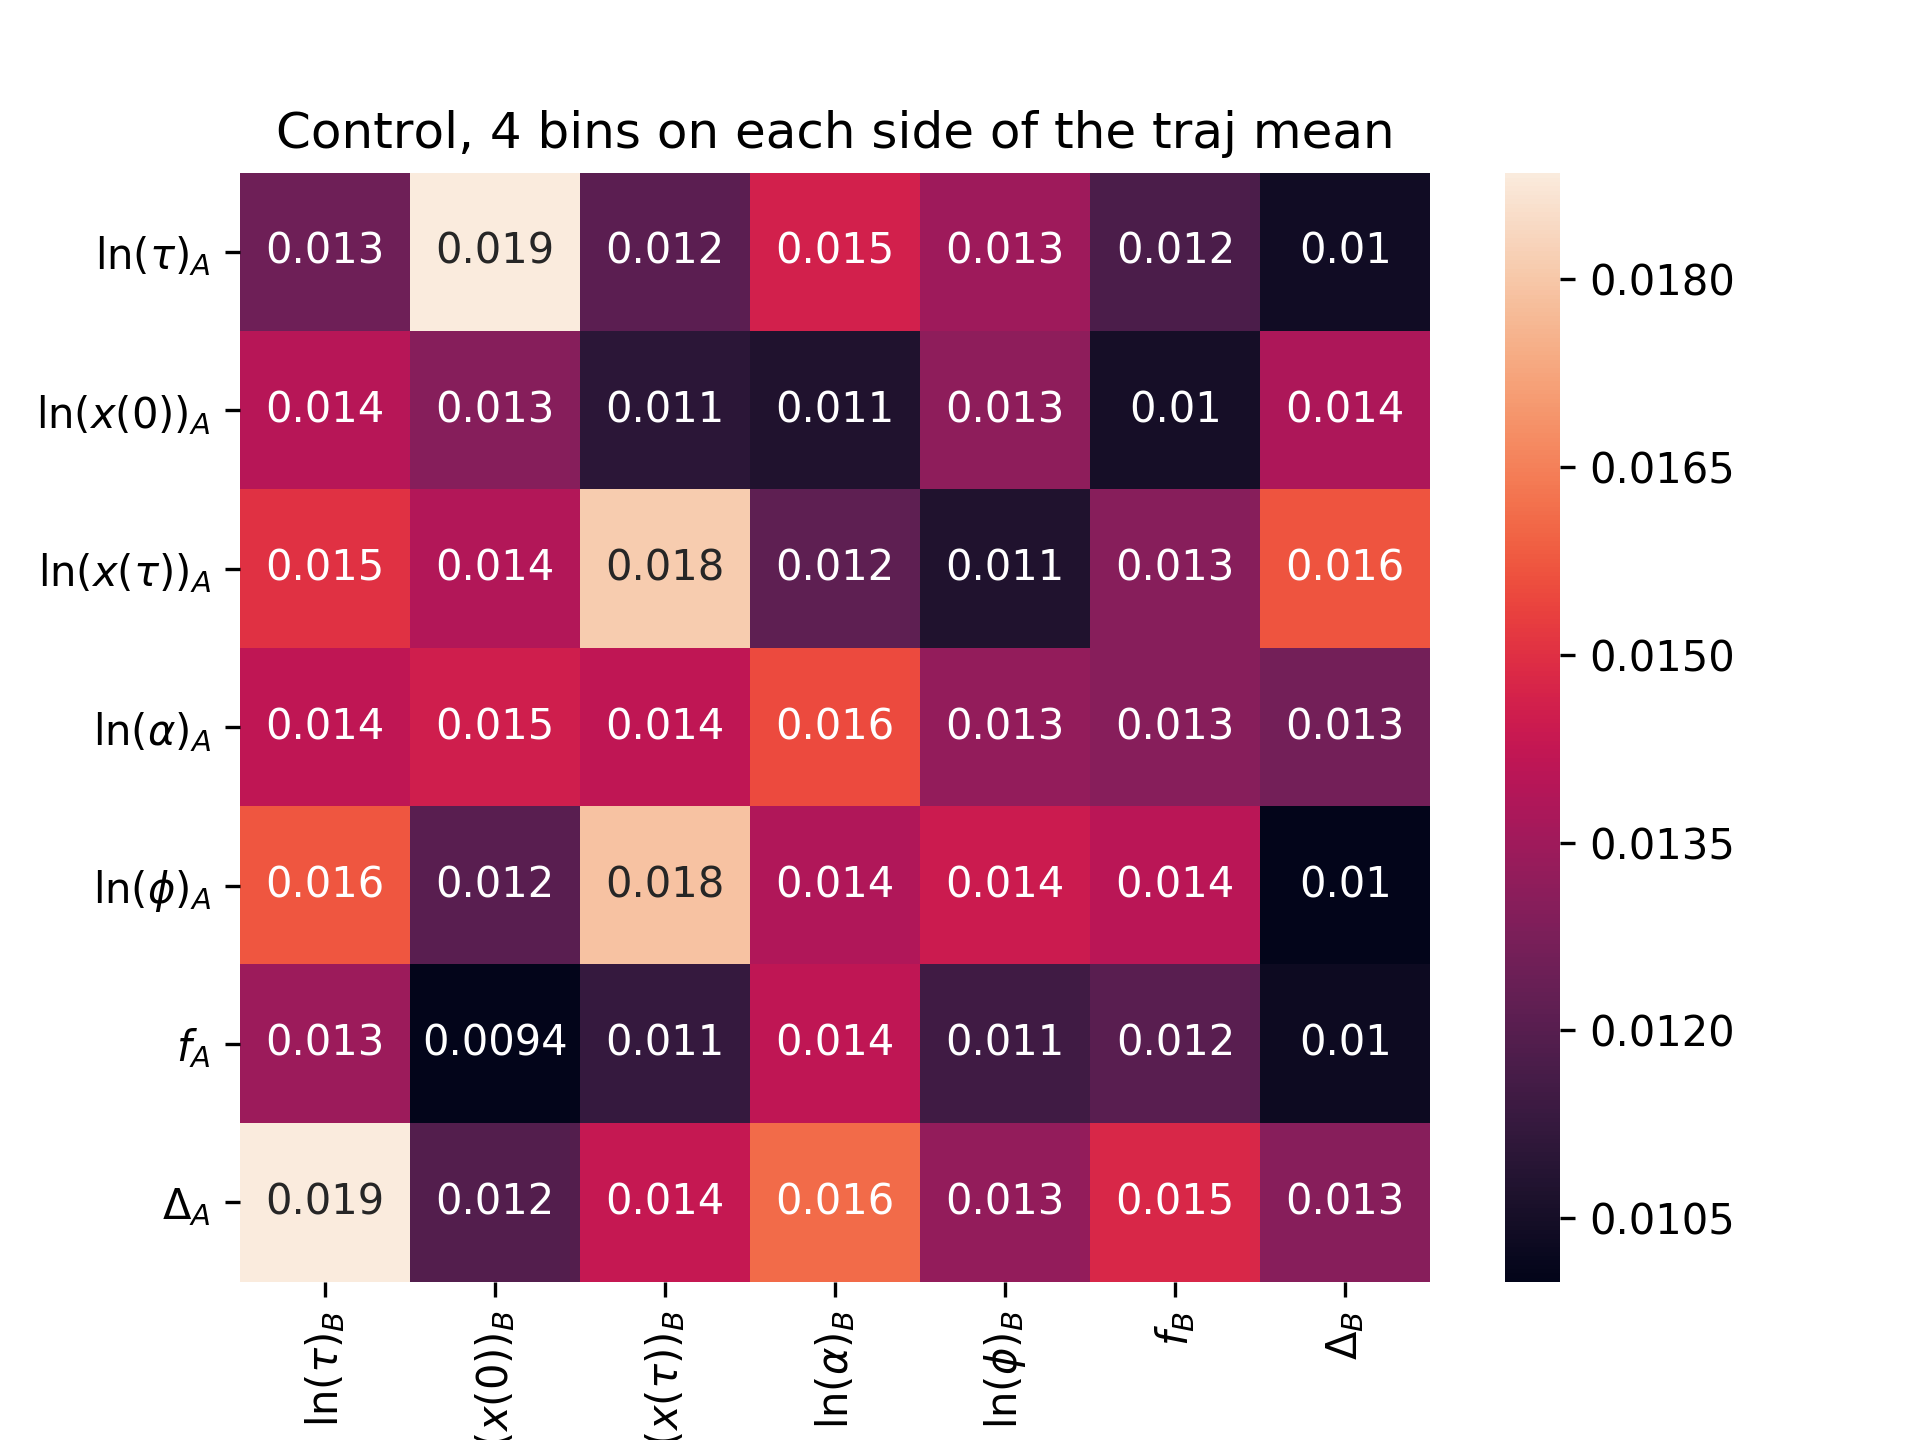 Control, 4 bins on each side of the traj mean
ln(τ)A 0.013 0.019 0.012 0.015 0.013 0.012 0.01
ln(x(0))A 0.014 0.013 0.011 0.011 0.013 0.01 0.014
ln(x(τ))A 0.015 0.014 0.018 0.012 0.011 0.013 0.016
ln(α)A 0.014 0.015 0.014 0.016 0.013 0.013 0.013
ln(ϕ)A 0.016 0.012 0.018 0.014 0.014 0.014 0.01
fA 0.013 0.0094 0.011 0.014 0.011 0.012 0.01
ΔA 0.019 0.012 0.014 0.016 0.013 0.015 0.013
ln(τ)B (x(0))B (x(τ))B ln(α)B ln(ϕ)B fB ΔB
0.0180
0.0165
0.0150
0.0135
0.0120
0.0105